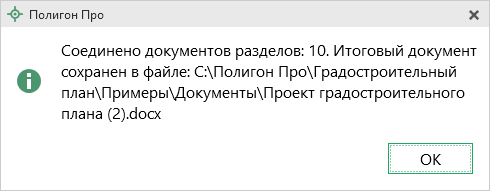 Полигон Про
Соединено документов разделов: 10. Итоговый документ
сохранен в файле: C:\Полигон Про\Градостроительный
план\Примеры\Документы\Проект градостроительного
плана (2).docx
OK